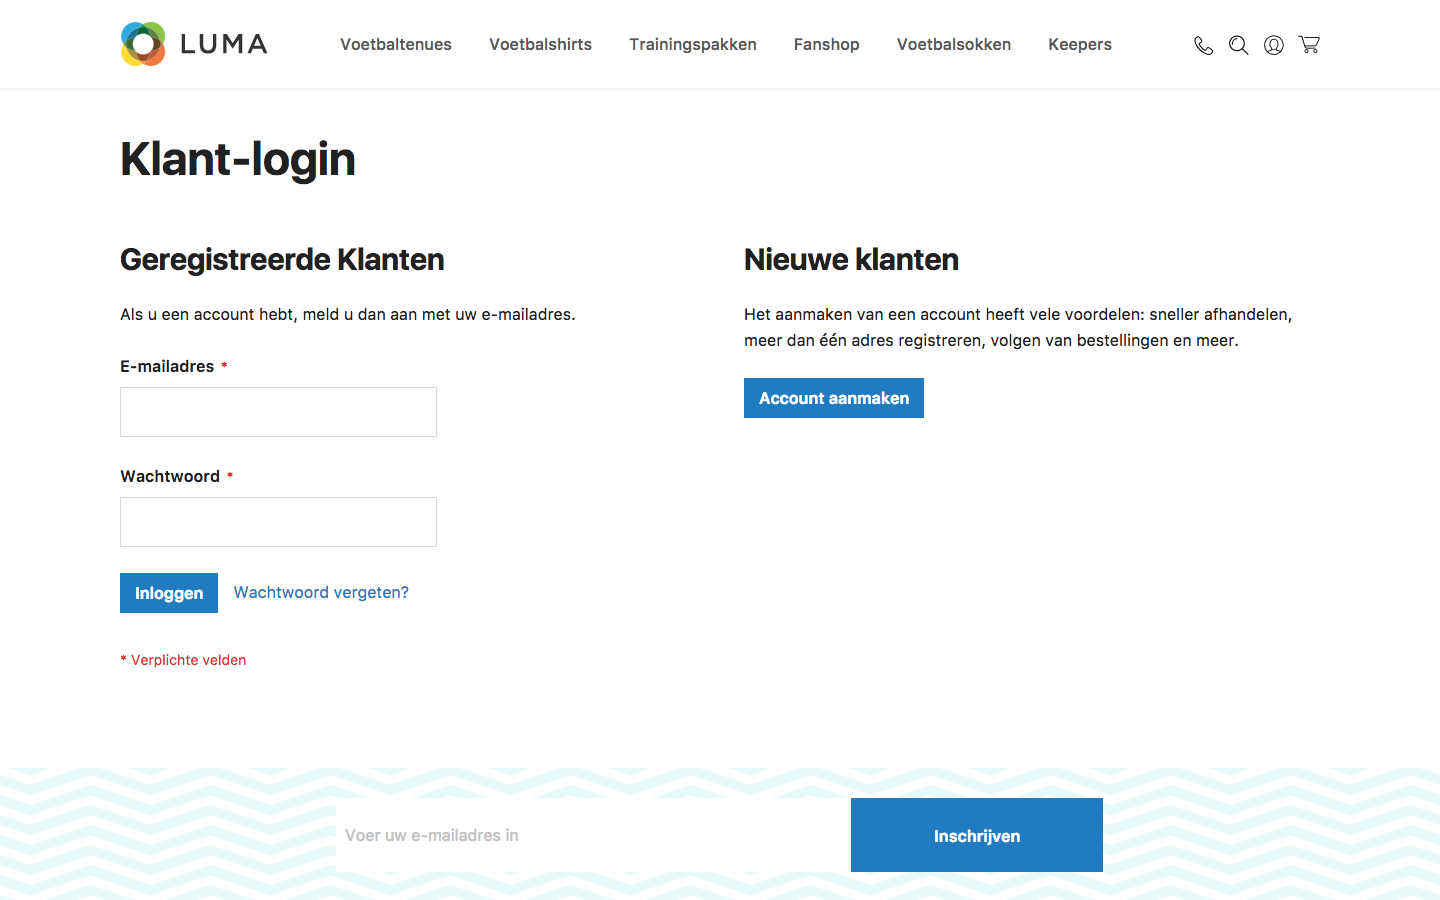 LUMA
Voetbaltenues Voetbalshirts Trainingspakken Fanshop Voetbalsokken Keepers
Klant-login
Geregistreerde Klanten
Als u een account hebt, meld u dan aan met uw e-mailadres.
E-mailadres *
Wachtwoord *
Inloggen Wachtwoord vergeten?
* Verplichte velden
Nieuwe klanten
Het aanmaken van een account heeft vele voordelen: sneller afhandelen,
meer dan één adres registreren, volgen van bestellingen en meer.
Account aanmaken
Voer uw e-mailadres in
Inschrijven